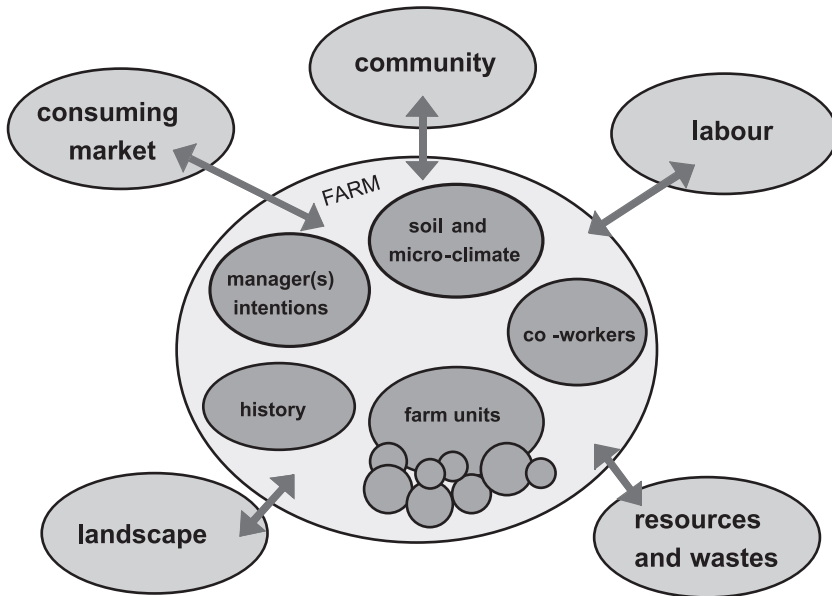 community
consuming
market
labour
FARM
soil and
micro-climate
manager(s)
intentions
co -workers
history
farm units
landscape
resources
and wastes